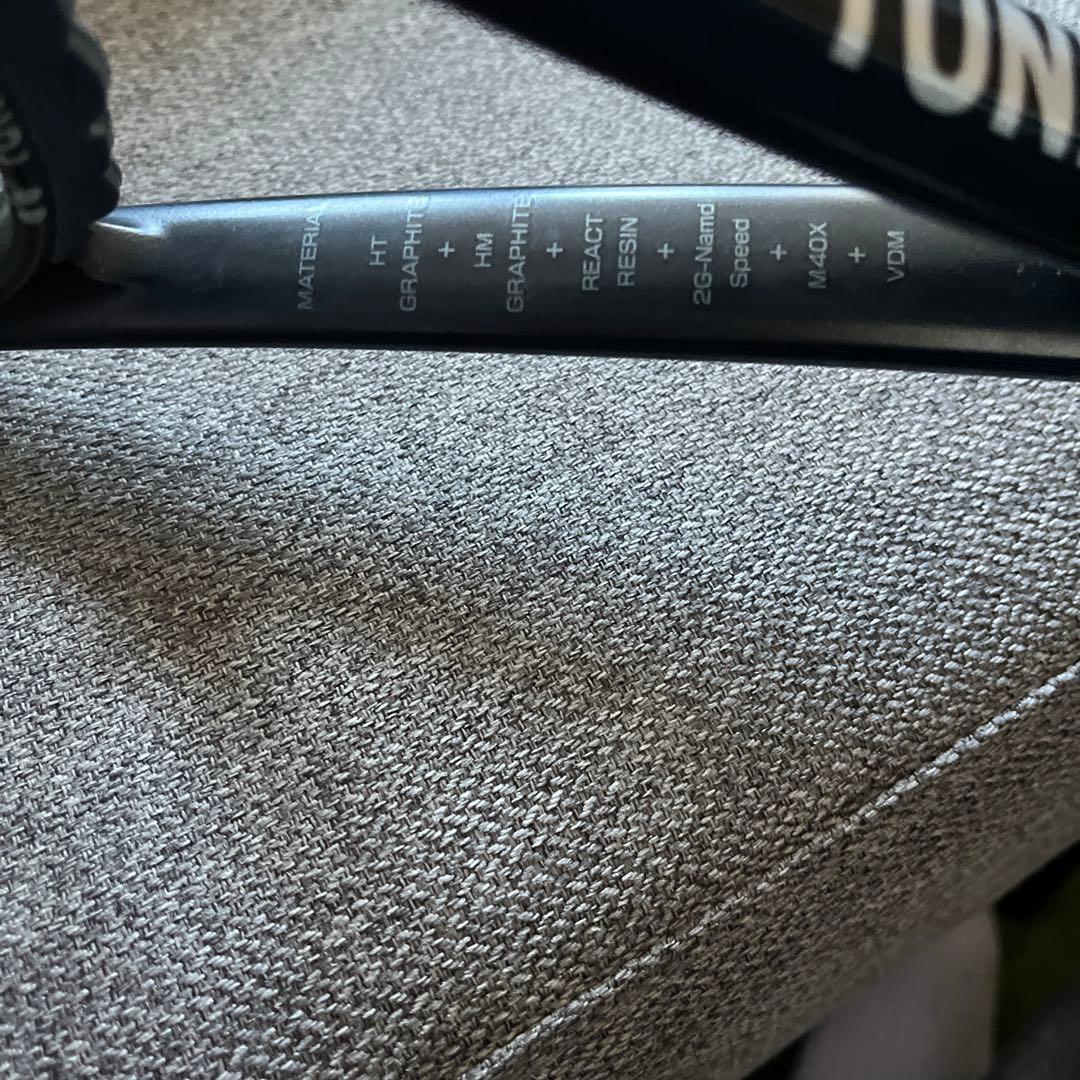 MATERIAL
HT
GRAPHITE
+
HM
GRAPHITE
+
REACT
RESIN
+
2G-Namd
Speed
+
M40X
+
VDM